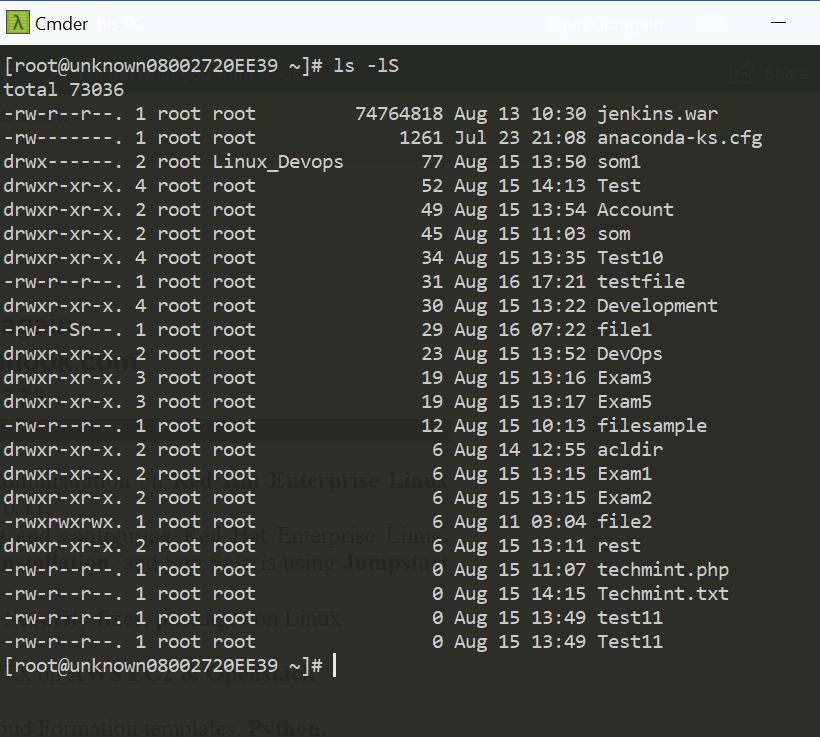 Cmder
[root@unknown08002720EE39 ~]# ls -lS
total 73036
-rw-r--r--. 1 root root         74764818 Aug 13 10:30 jenkins.war
-rw-------. 1 root root             1261 Jul 23 21:08 anaconda-ks.cfg
drwx------. 2 root Linux_Devops       77 Aug 15 13:50 som1
drwxr-xr-x. 4 root root               52 Aug 15 14:13 Test
drwxr-xr-x. 2 root root               49 Aug 15 13:54 Account
drwxr-xr-x. 2 root root               45 Aug 15 11:03 som
drwxr-xr-x. 4 root root               34 Aug 15 13:35 Test10
-rw-r--r--. 1 root root               31 Aug 16 17:21 testfile
drwxr-xr-x. 4 root root               30 Aug 15 13:22 Development
-rw-r-Sr--. 1 root root               29 Aug 16 07:22 file1
drwxr-xr-x. 2 root root               23 Aug 15 13:52 DevOps
drwxr-xr-x. 3 root root               19 Aug 15 13:16 Exam3
drwxr-xr-x. 3 root root               19 Aug 15 13:17 Exam5
-rw-r--r--. 1 root root               12 Aug 15 10:13 filesample
drwxr-xr-x. 2 root root                6 Aug 14 12:55 acldir
drwxr-xr-x. 2 root root                6 Aug 15 13:15 Exam1
drwxr-xr-x. 2 root root                6 Aug 15 13:15 Exam2
-rwxrwxrwx. 1 root root                6 Aug 11 03:04 file2
drwxr-xr-x. 2 root root                6 Aug 15 13:11 rest
-rw-r--r--. 1 root root                0 Aug 15 11:07 techmint.php
-rw-r--r--. 1 root root                0 Aug 15 14:15 Techmint.txt
-rw-r--r--. 1 root root                0 Aug 15 13:49 test11
-rw-r--r--. 1 root root                0 Aug 15 13:49 Test11
[root@unknown08002720EE39 ~]#